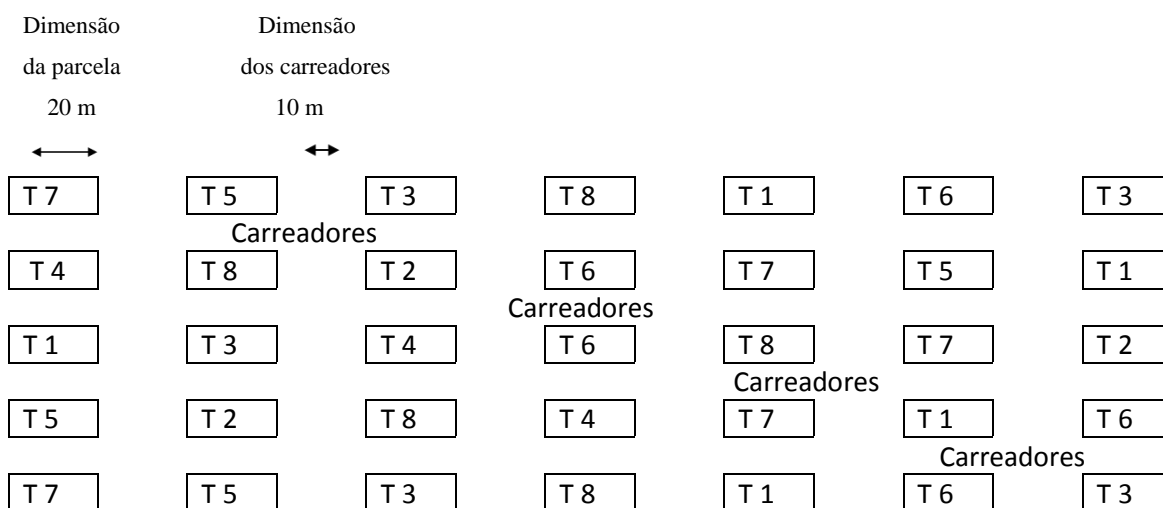 Dimensão Dimensão
da parcela dos carreadores
20 m 10 m
T 7 T 5 T 3 T 8 T 1 T 6 T 3
Carreadores
T 4 T 8 T 2 T 6 T 7 T 5 T 1
Carreadores
T 1 T 3 T 4 T 6 T 8 T 7 T 2
Carreadores
T 5 T 2 T 8 T 4 T 7 T 1 T 6
Carreadores
T 7 T 5 T 3 T 8 T 1 T 6 T 3